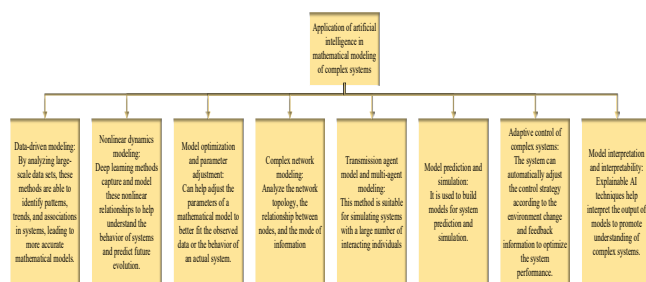 Application of artificial
intelligence in
mathematical modeling
of complex systems
Data-driven modeling:
By analyzing large-
scale data sets, these
methods are able to
identify patterns,
trends, and associations
in systems, leading to
more accurate
mathematical models.
Nonlinear dynamics
modeling:
Deep learning methods
capture and model
these nonlinear
relationships to help
understand the
behavior of systems
and predict future
evolution.
Model optimization and
parameter
adjustment:
Can help adjust the
parameters of a
mathematical model to
better fit the observed
data or the behavior of
an actual system.
Complex network
modeling:
Analyze the network
topology, the
relationship between
nodes, and the mode of
information
Transmission agent
model and multi-agent
modeling:
This method is suitable
for simulating systems
with a large number of
interacting individuals
Model prediction and
simulation:
It is used to build
models for system
prediction and
simulation.
Adaptive control of
complex systems:
The system can
automatically adjust
the control strategy
according to the
environment change
and feedback
information to optimize
the system
performance.
Model interpretation
and interpretability:
Explainable AI
techniques help
interpret the output of
models to promote
understanding of
complex systems.